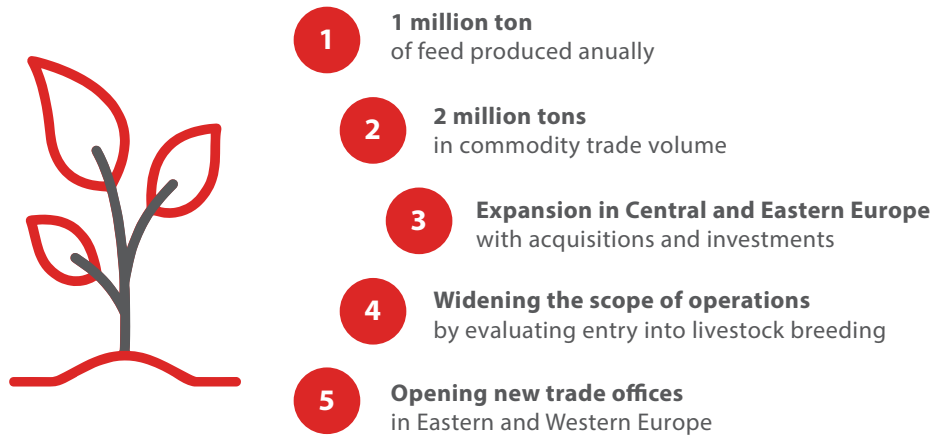 1
1 million ton
of feed produced anually
2
2 million tons
in commodity trade volume
3
Expansion in Central and Eastern Europe
with acquisitions and investments
4
Widening the scope of operations
by evaluating entry into livestock breeding
5
Opening new trade offices
in Eastern and Western Europe